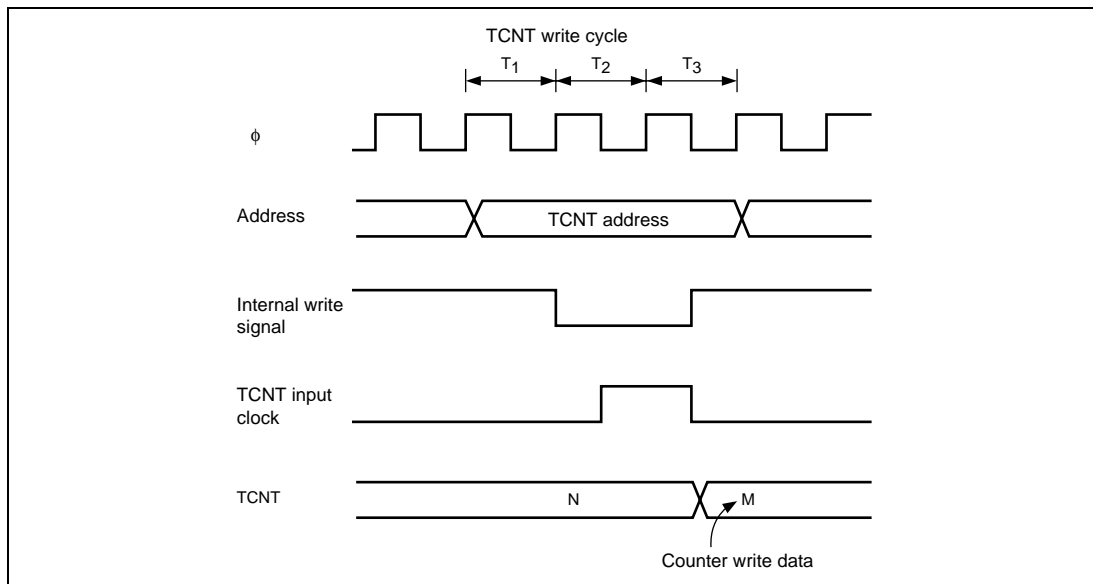 TCNT write cycle
T1 T2 T3
ϕ
Address
TCNT address
Internal write
signal
TCNT input
clock
TCNT
N M
Counter write data